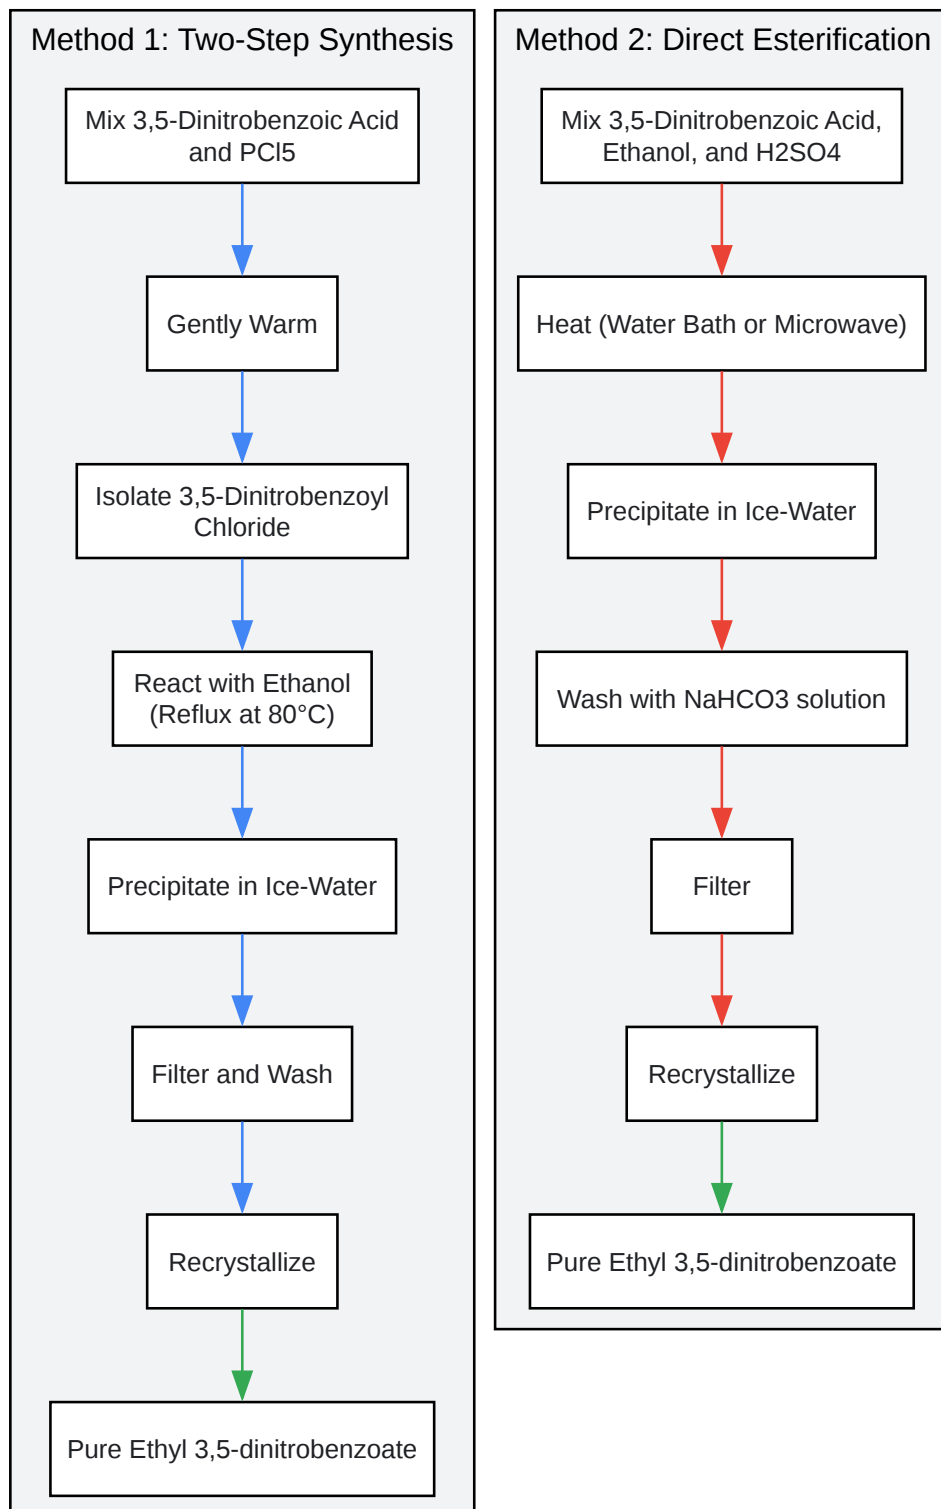 Method 1: Two-Step Synthesis
Mix 3,5-Dinitrobenzoic Acid
and PCl5
Gently Warm
Isolate 3,5-Dinitrobenzoyl
Chloride
React with Ethanol
(Reflux at 80°C)
Precipitate in Ice-Water
Filter and Wash
Recrystallize
Pure Ethyl 3,5-dinitrobenzoate
Method 2: Direct Esterification
Mix 3,5-Dinitrobenzoic Acid,
Ethanol, and H2SO4
Heat (Water Bath or Microwave)
Precipitate in Ice-Water
Wash with NaHCO3 solution
Filter
Recrystallize
Pure Ethyl 3,5-dinitrobenzoate